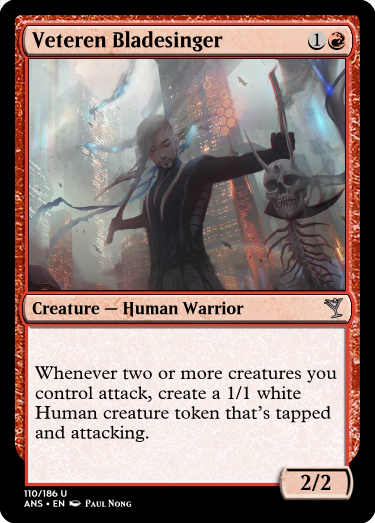 Veteren Bladesinger 1
Creature — Human Warrior
Whenever two or more creatures you
control attack, create a 1/1 white
Human creature token that's tapped
and attacking.
2/2
110/186 U
ANS • EN Paul Nong